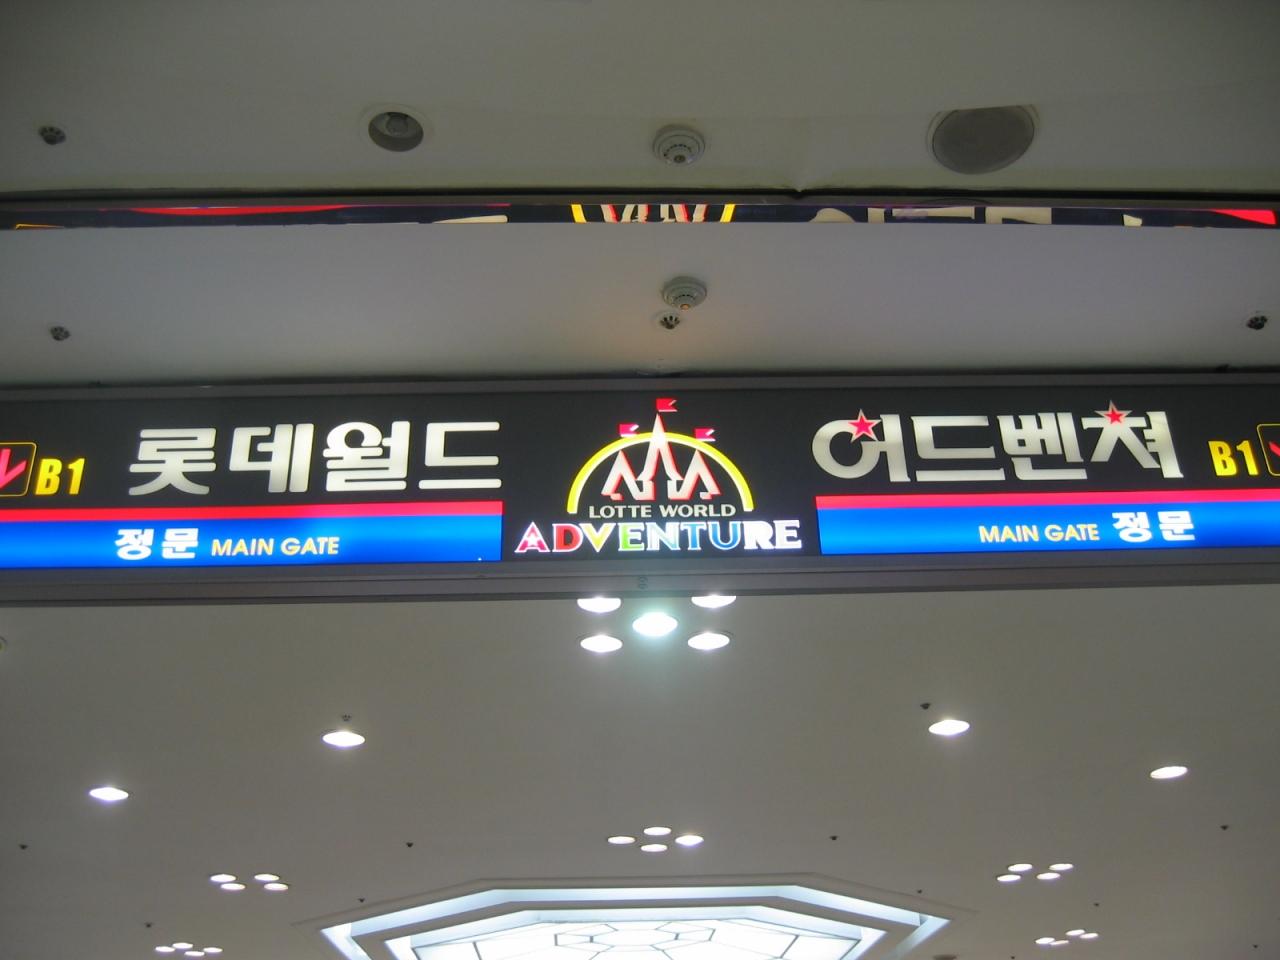 B1 롯데월드
정문 MAIN GATE
LOTTE WORLD
ADVENTURE
어드벤쳐 B1
MAIN GATE 정문